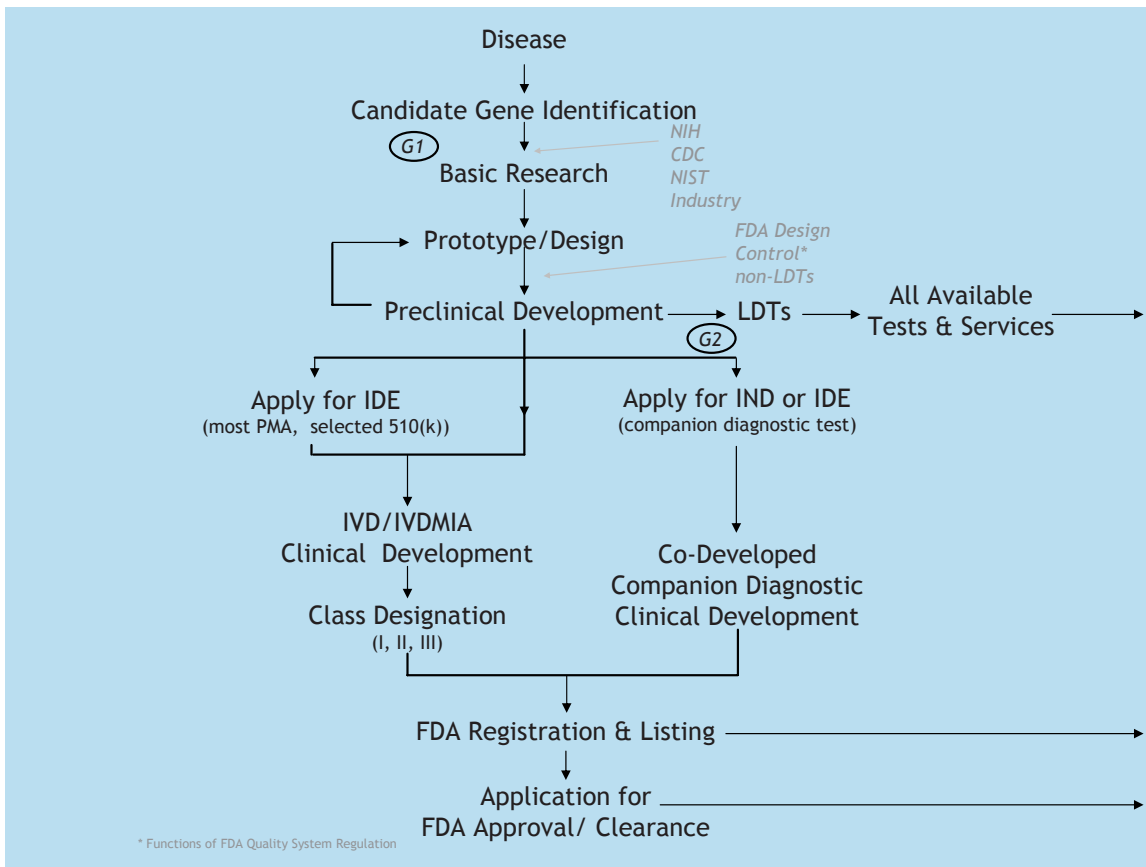 Disease
Candidate Gene Identification
G1
NIH
CDC
NIST
Industry
Basic Research
Prototype/Design
FDA Design
Control*
non-LDTs
Preclinical Development
LDTs
All Available
Tests & Services
G2
Apply for IDE
(most PMA, selected 510(k))
Apply for IND or IDE
(companion diagnostic test)
IVD/IVDMIA
Clinical Development
Co-Developed
Companion Diagnostic
Clinical Development
Class Designation
(I, II, III)
FDA Registration & Listing
Application for
FDA Approval/ Clearance
* Functions of FDA Quality System Regulation